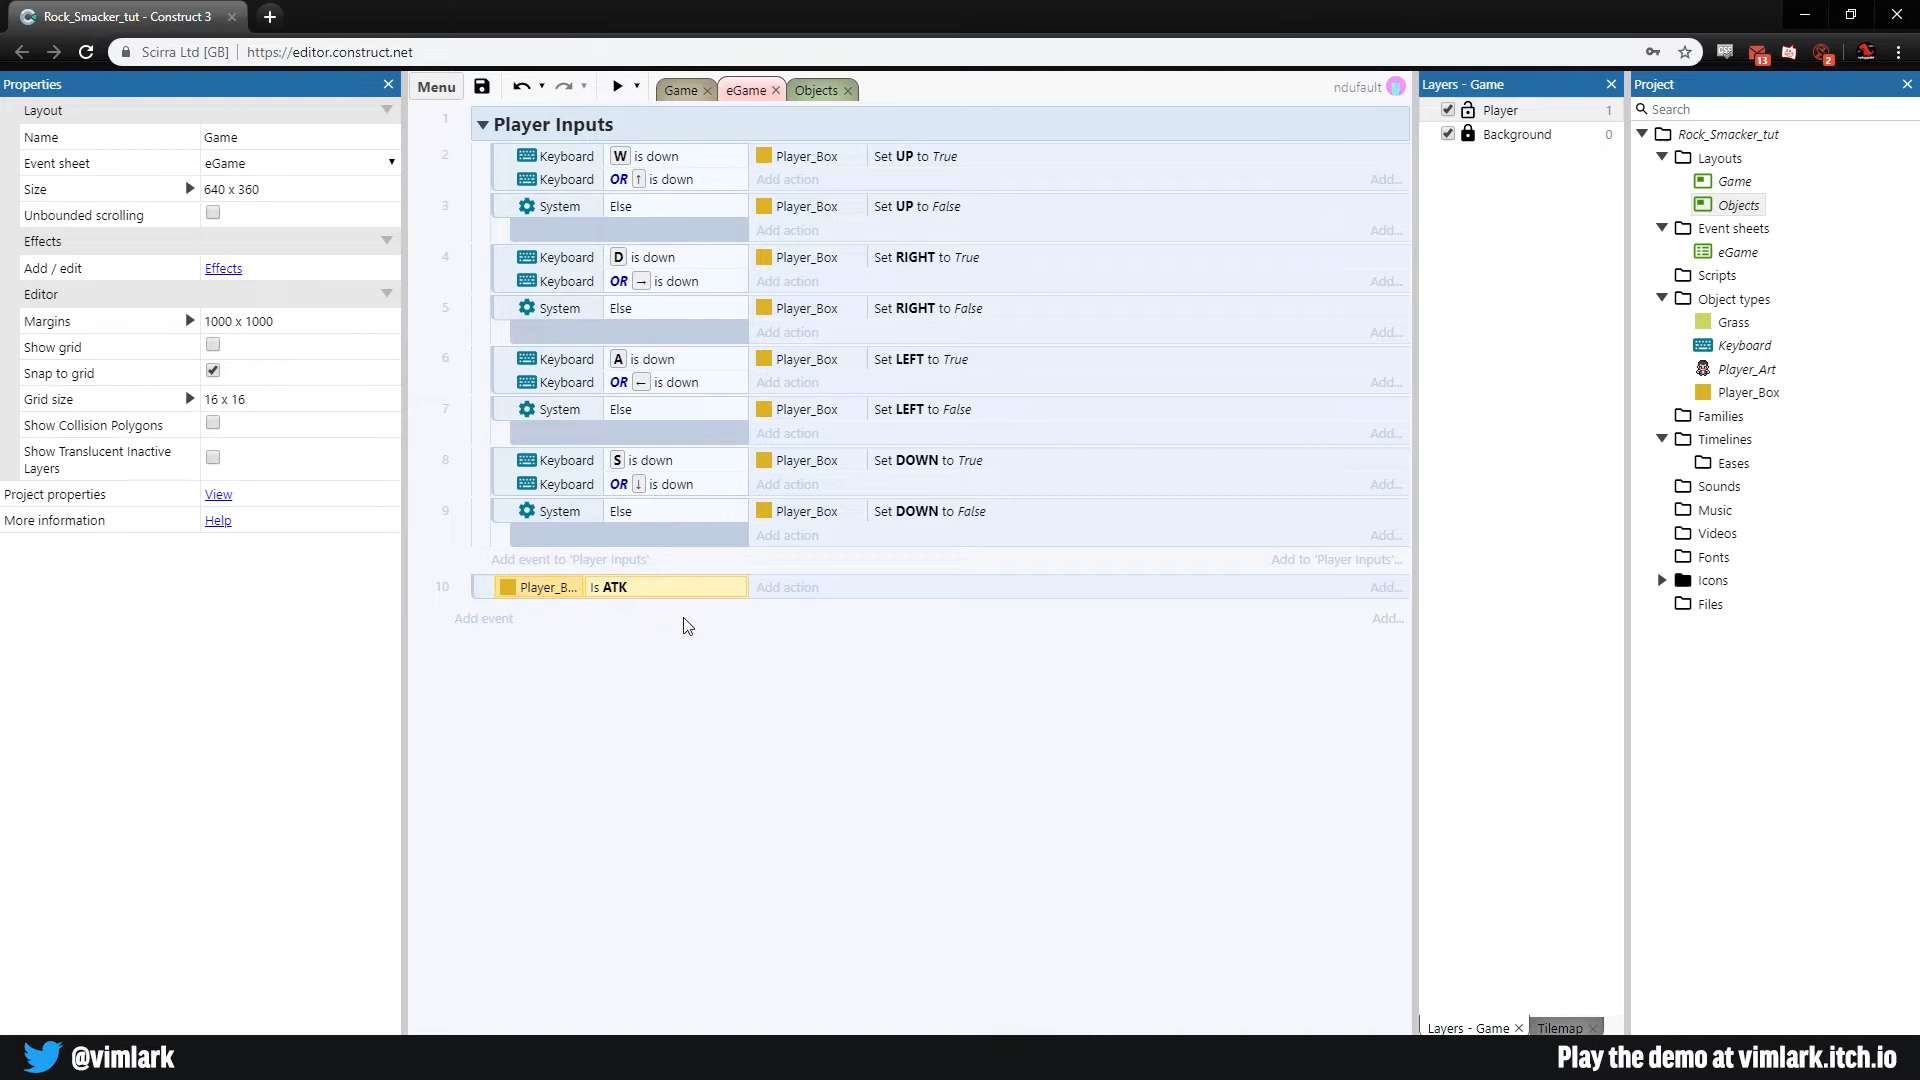 Rock_Smacker_tut - Construct 3
Scirra Ltd [GB] https://editor.construct.net
13
2
Properties
Layout
Name Game
Event sheet eGame
Size 640 x 360
Unbounded scrolling
Effects
Add / edit Effects
Editor
Margins 1000 x 1000
Show grid
Snap to grid
Grid size 16 x 16
Show Collision Polygons
Show Translucent Inactive
Layers
Project properties View
More information Help
Menu
Game eGame Objects
ndufault
1 Player Inputs
2 Keyboard W is down Player_Box Set UP to True
Keyboard OR ↑ is down Add action Add...
3 System Else Player_Box Set UP to False
Add action Add...
4 Keyboard D is down Player_Box Set RIGHT to True
Keyboard OR → is down Add action Add...
5 System Else Player_Box Set RIGHT to False
Add action Add...
6 Keyboard A is down Player_Box Set LEFT to True
Keyboard OR ← is down Add action Add...
7 System Else Player_Box Set LEFT to False
Add action Add...
8 Keyboard S is down Player_Box Set DOWN to True
Keyboard OR ↓ is down Add action Add...
9 System Else Player_Box Set DOWN to False
Add action Add...
Add event to 'Player Inputs' Add to 'Player Inputs'...
10 Player_B... Is ATK Add action Add...
Add event Add...
Layers - Game
Player 1
Background 0
Layers - Game Tilemap
Project
Search
Rock_Smacker_tut
Layouts
Game
Objects
Event sheets
eGame
Scripts
Object types
Grass
Keyboard
Player_Art
Player_Box
Families
Timelines
Eases
Sounds
Music
Videos
Fonts
Icons
Files
@vimlark
Play the demo at vimlark.itch.io